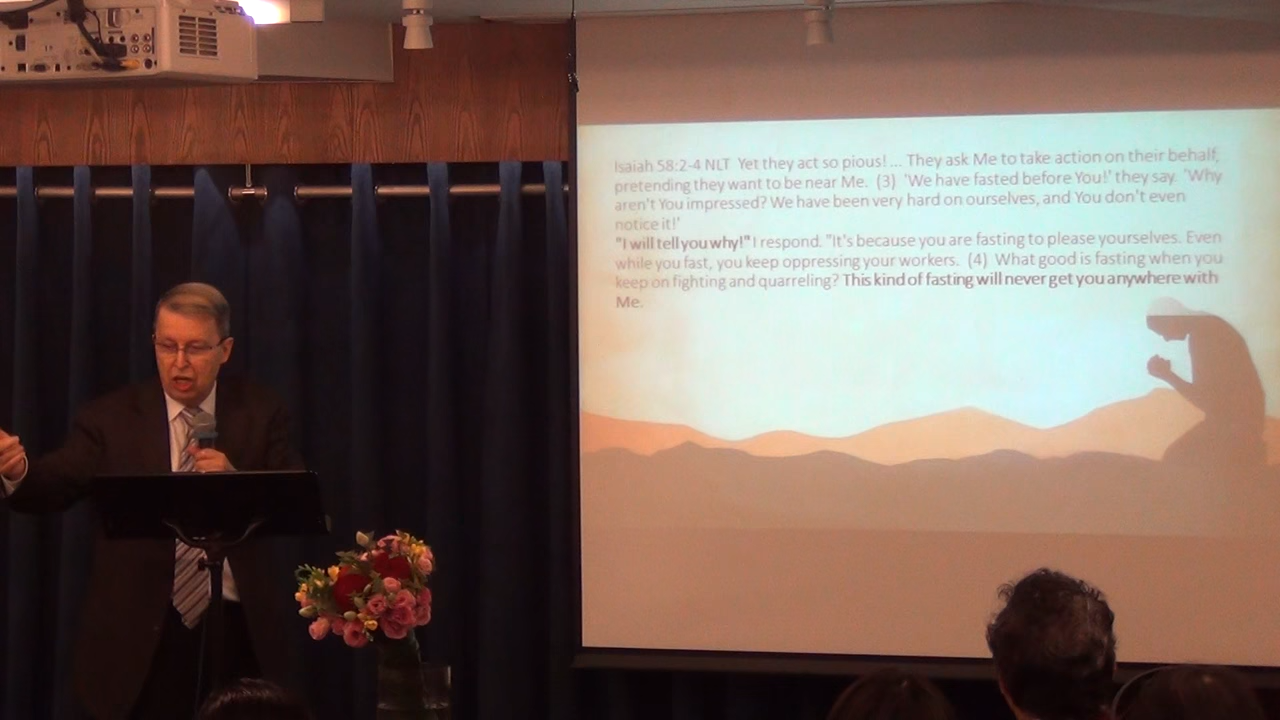 Isaiah 58:2-4 NLT Yet they act so pious! ... They ask Me to take action on their behalf,
pretending they want to be near Me. (3) 'We have fasted before You!' they say. 'Why
aren't You impressed? We have been very hard on ourselves, and You don't even
notice it!'
"I will tell you why!" I respond. "It's because you are fasting to please yourselves. Even
while you fast, you keep oppressing your workers. (4) What good is fasting when you
keep on fighting and quarreling? This kind of fasting will never get you anywhere with
Me.